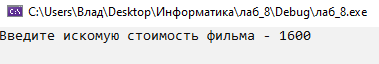 C:\Users\Влад\Desktop\Информатика\лаб_8\Debug\лаб_8.exe
Введите искомую стоимость фильма - 1600